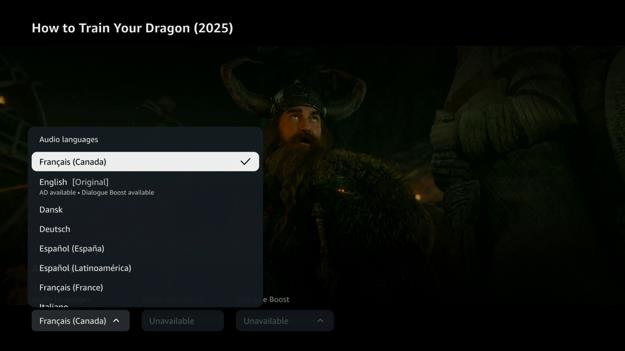 How to Train Your Dragon (2025)
Audio languages
Français (Canada)
English [Original]
AD available • Dialogue Boost available
Dansk
Deutsch
Español (España)
Español (Latinoamérica)
Français (France)
Italiano
Boost
Français (Canada)
Unavailable
Unavailable